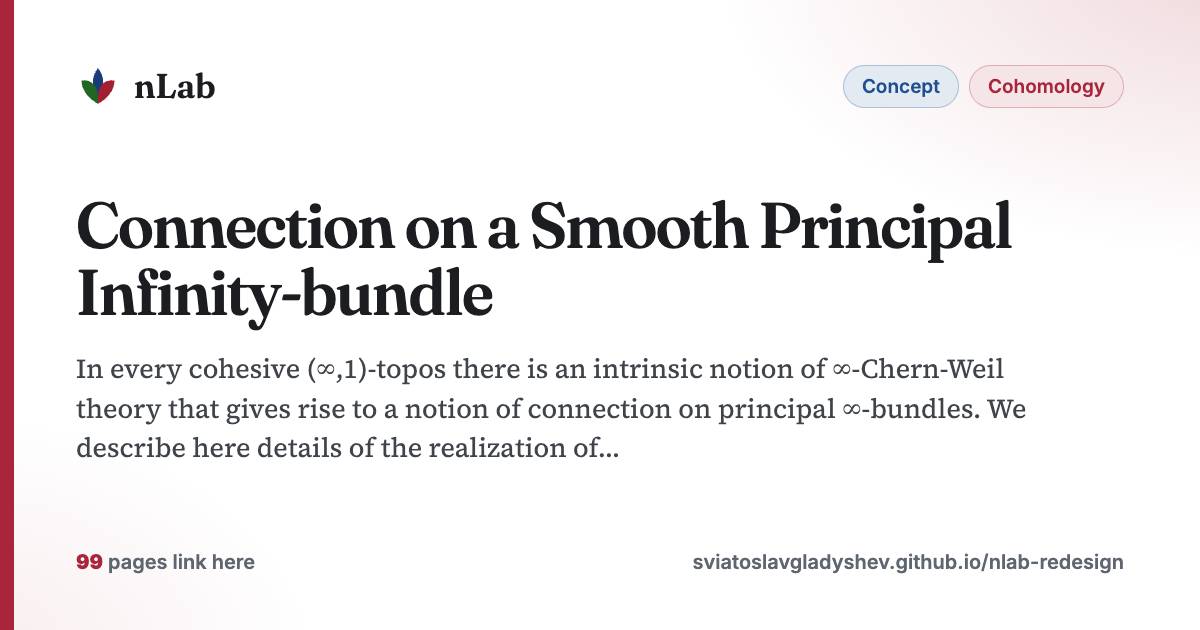 nLab
Concept
Cohomology
Connection on a Smooth Principal
Infinity-bundle
In every cohesive (∞,1)-topos there is an intrinsic notion of ∞-Chern-Weil
theory that gives rise to a notion of connection on principal ∞-bundles. We
describe here details of the realization of...
99 pages link here
sviatoslavgladyshev.github.io/nlab-redesign